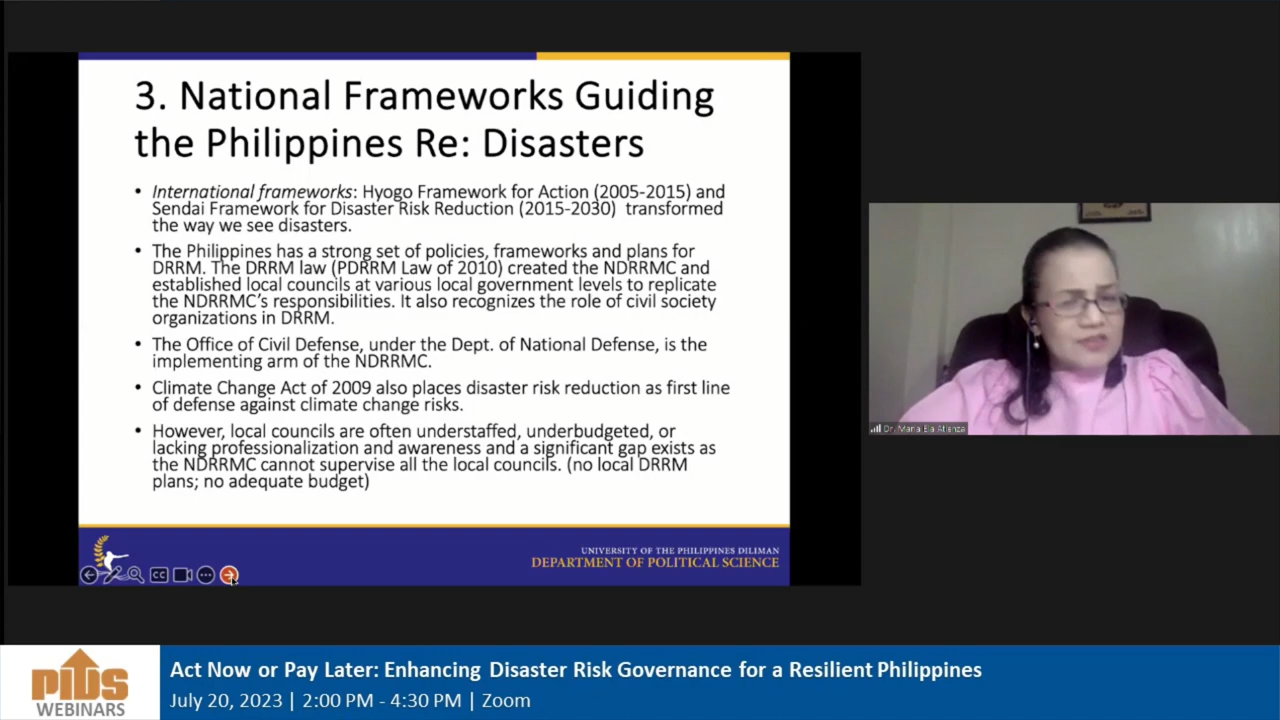 3. National Frameworks Guiding
the Philippines Re: Disasters
• International frameworks: Hyogo Framework for Action (2005-2015) and
Sendai Framework for Disaster Risk Reduction (2015-2030) transformed
the way we see disasters.
• The Philippines has a strong set of policies, frameworks and plans for
DRRM. The DRRM law (PDRRM Law of 2010) created the NDRRMC and
established local councils at various local government levels to replicate
the NDRRMC's responsibilities. It also recognizes the role of civil society
organizations in DRRM.
• The Office of Civil Defense, under the Dept. of National Defense, is the
implementing arm of the NDRRMC.
• Climate Change Act of 2009 also places disaster risk reduction as first line
of defense against climate change risks.
• However, local councils are often understaffed, underbudgeted, or
lacking professionalization and awareness and a significant gap exists as
the NDRRMC cannot supervise all the local councils. (no local DRRM
plans; no adequate budget)
UNIVERSITY OF THE PHILIPPINES DILIMAN
DEPARTMENT OF POLITICAL SCIENCE
CC
Dr. Maria Ela Atienza
PIDS
WEBINARS
Act Now or Pay Later: Enhancing Disaster Risk Governance for a Resilient Philippines
July 20, 2023 | 2:00 PM - 4:30 PM | Zoom